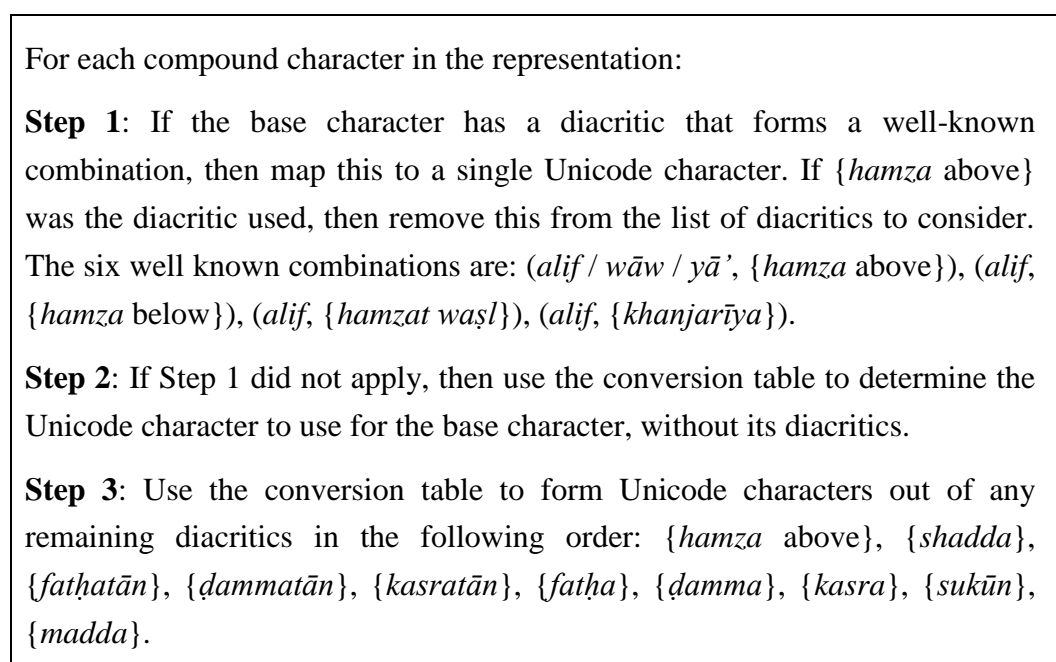 For each compound character in the representation:
Step 1: If the base character has a diacritic that forms a well-known
combination, then map this to a single Unicode character. If {hamza above}
was the diacritic used, then remove this from the list of diacritics to consider.
The six well known combinations are: (alif / wāw / yā’, {hamza above}), (alif,
{hamza below}), (alif, {hamzat waṣl}), (alif, {khanjarīya}).
Step 2: If Step 1 did not apply, then use the conversion table to determine the
Unicode character to use for the base character, without its diacritics.
Step 3: Use the conversion table to form Unicode characters out of any
remaining diacritics in the following order: {hamza above}, {shadda},
{fatḥatān}, {ḍammatān}, {kasratān}, {fatḥa}, {ḍamma}, {kasra}, {sukūn},
{madda}.